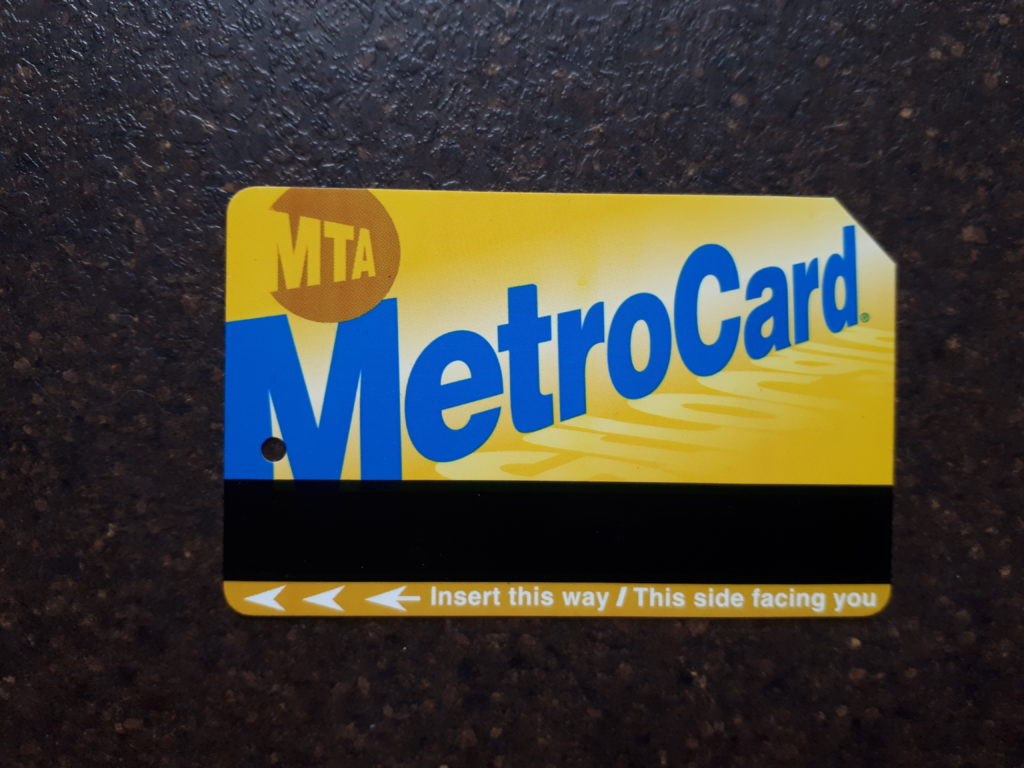 MTA
MetroCard®
Insert this way / This side facing you